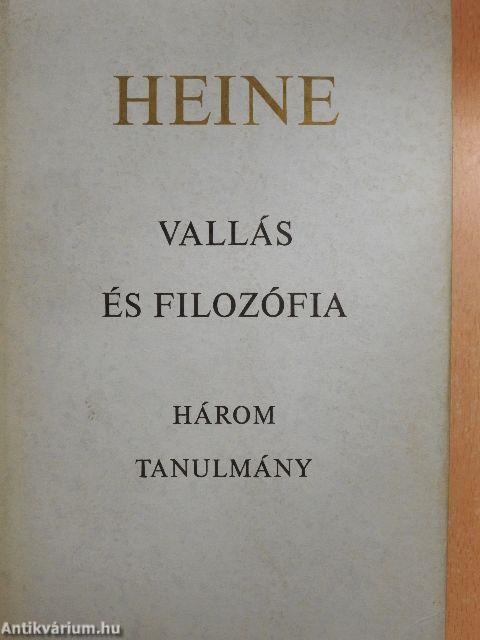 HEINE
VALLÁS
ÉS FILOZÓFIA
HÁROM
TANULMÁNY
Antikvárium.hu